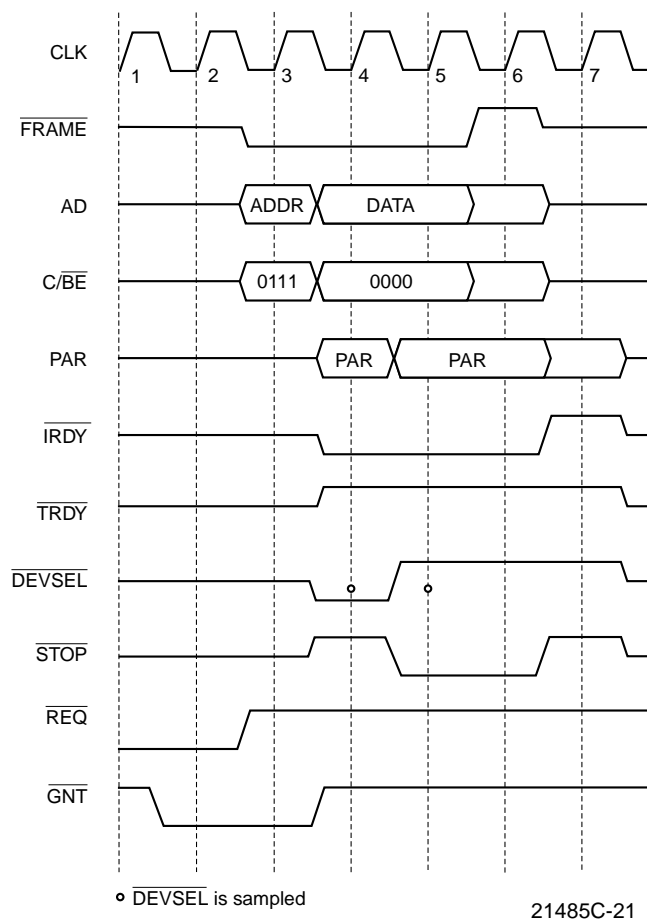 CLK
1 2 3 4 5 6 7
FRAME
AD ADDR DATA
C/BE 0111 0000
PAR PAR PAR
IRDY
TRDY
DEVSEL
STOP
REQ
GNT
DEVSEL is sampled
21485C-21